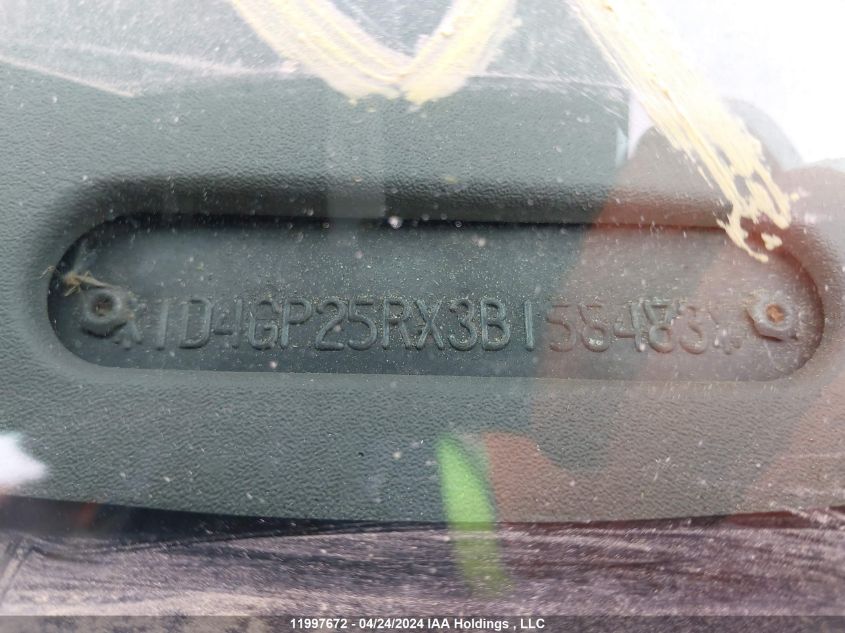 1D4GP25RX3B158483
11997672 - 04/24/2024 IAA Holdings , LLC